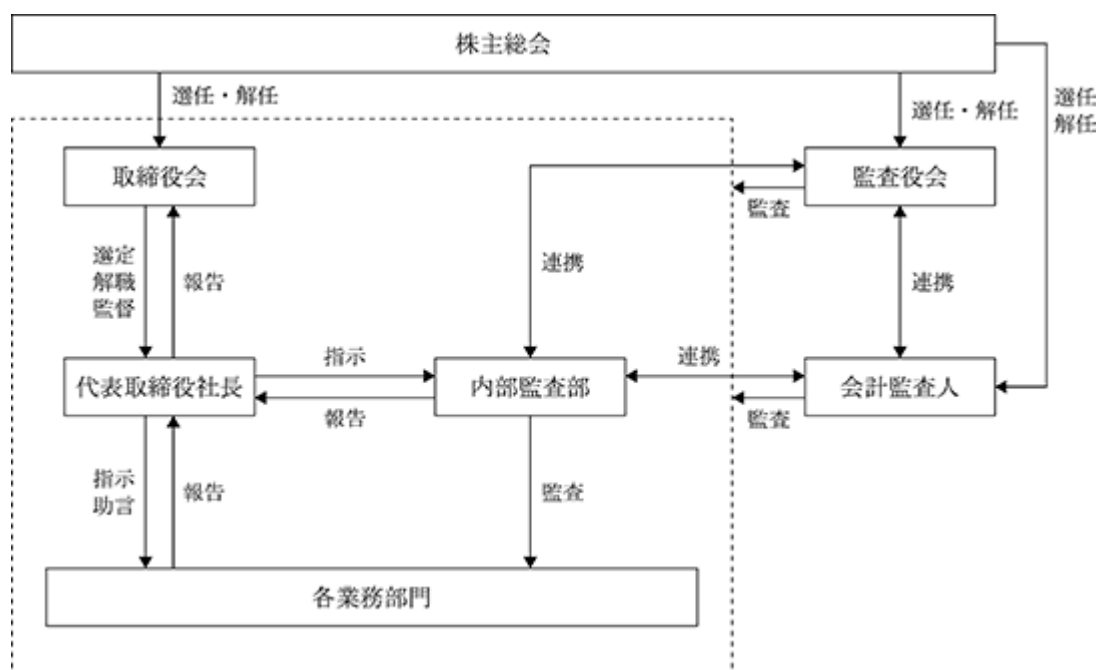 株主総会
選任・解任
選任・解任
選任
解任
取締役会
監査役会
監査
選定
解職
監督
報告
連携
連携
代表取締役社長
指示
報告
内部監査部
連携
会計監査人
監査
指示
助言
報告
監査
各業務部門